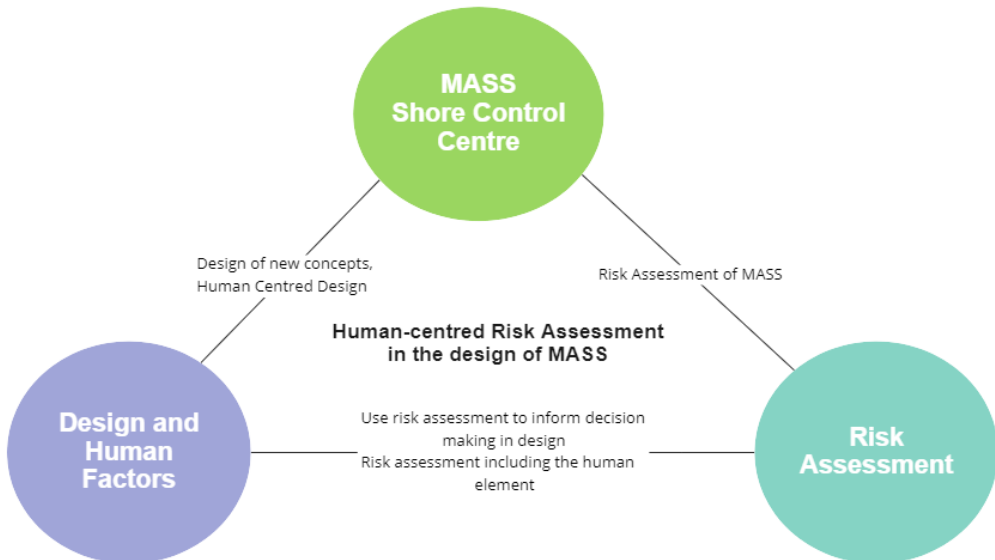 MASS
Shore Control
Centre
Design of new concepts,
Human Centred Design
Risk Assessment of MASS
Human-centred Risk Assessment
in the design of MASS
Design and
Human
Factors
Use risk assessment to inform decision
making in design
Risk assessment including the human
element
Risk
Assessment